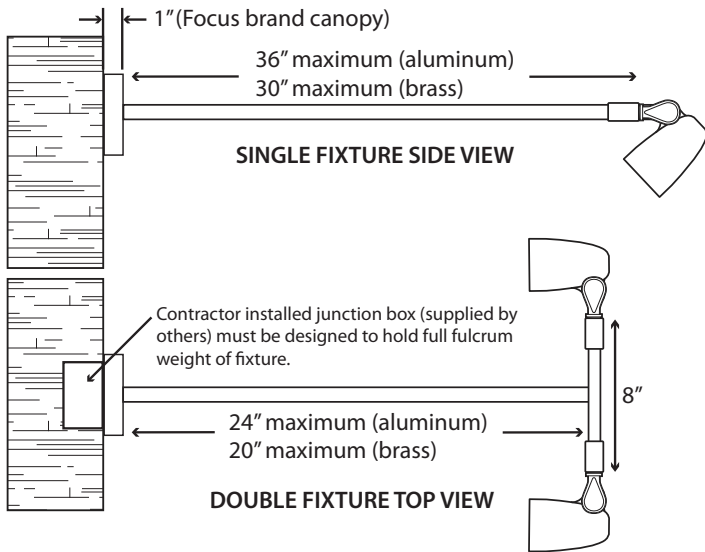 1” (Focus brand canopy)
36” maximum (aluminum)
30” maximum (brass)
SINGLE FIXTURE SIDE VIEW
Contractor installed junction box (supplied by
others) must be designed to hold full fulcrum
weight of fixture.
8”
24” maximum (aluminum)
20” maximum (brass)
DOUBLE FIXTURE TOP VIEW